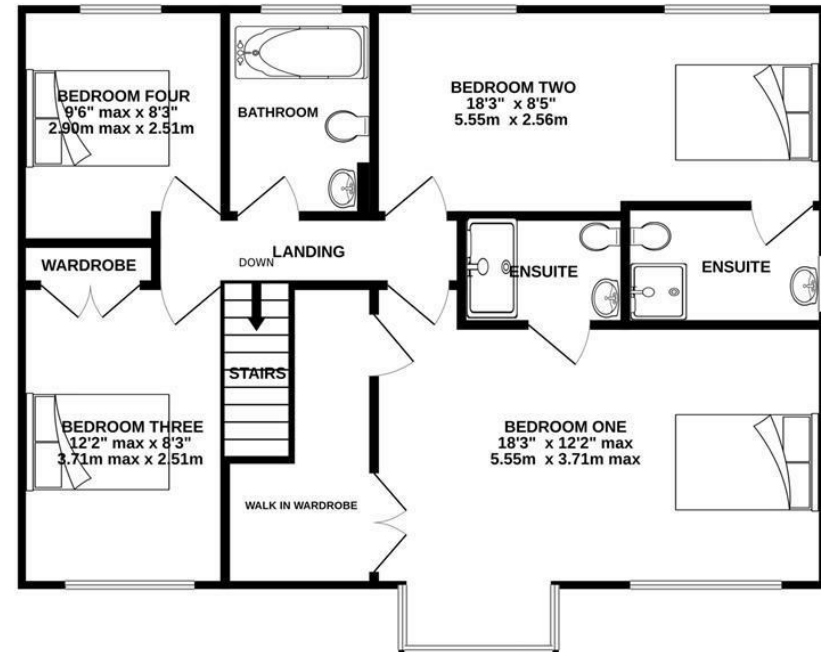 BEDROOM FOUR
9'6" max x 8'3"
2.90m max x 2.51m
BATHROOM
BEDROOM TWO
18'3" x 8'5"
5.55m x 2.56m
WARDROBE
DOWN
LANDING
ENSUITE
ENSUITE
STAIRS
BEDROOM THREE
12'2" max x 8'3"
3.71m max x 2.51m
WALK IN WARDROBE
BEDROOM ONE
18'3" x 12'2" max
5.55m x 3.71m max